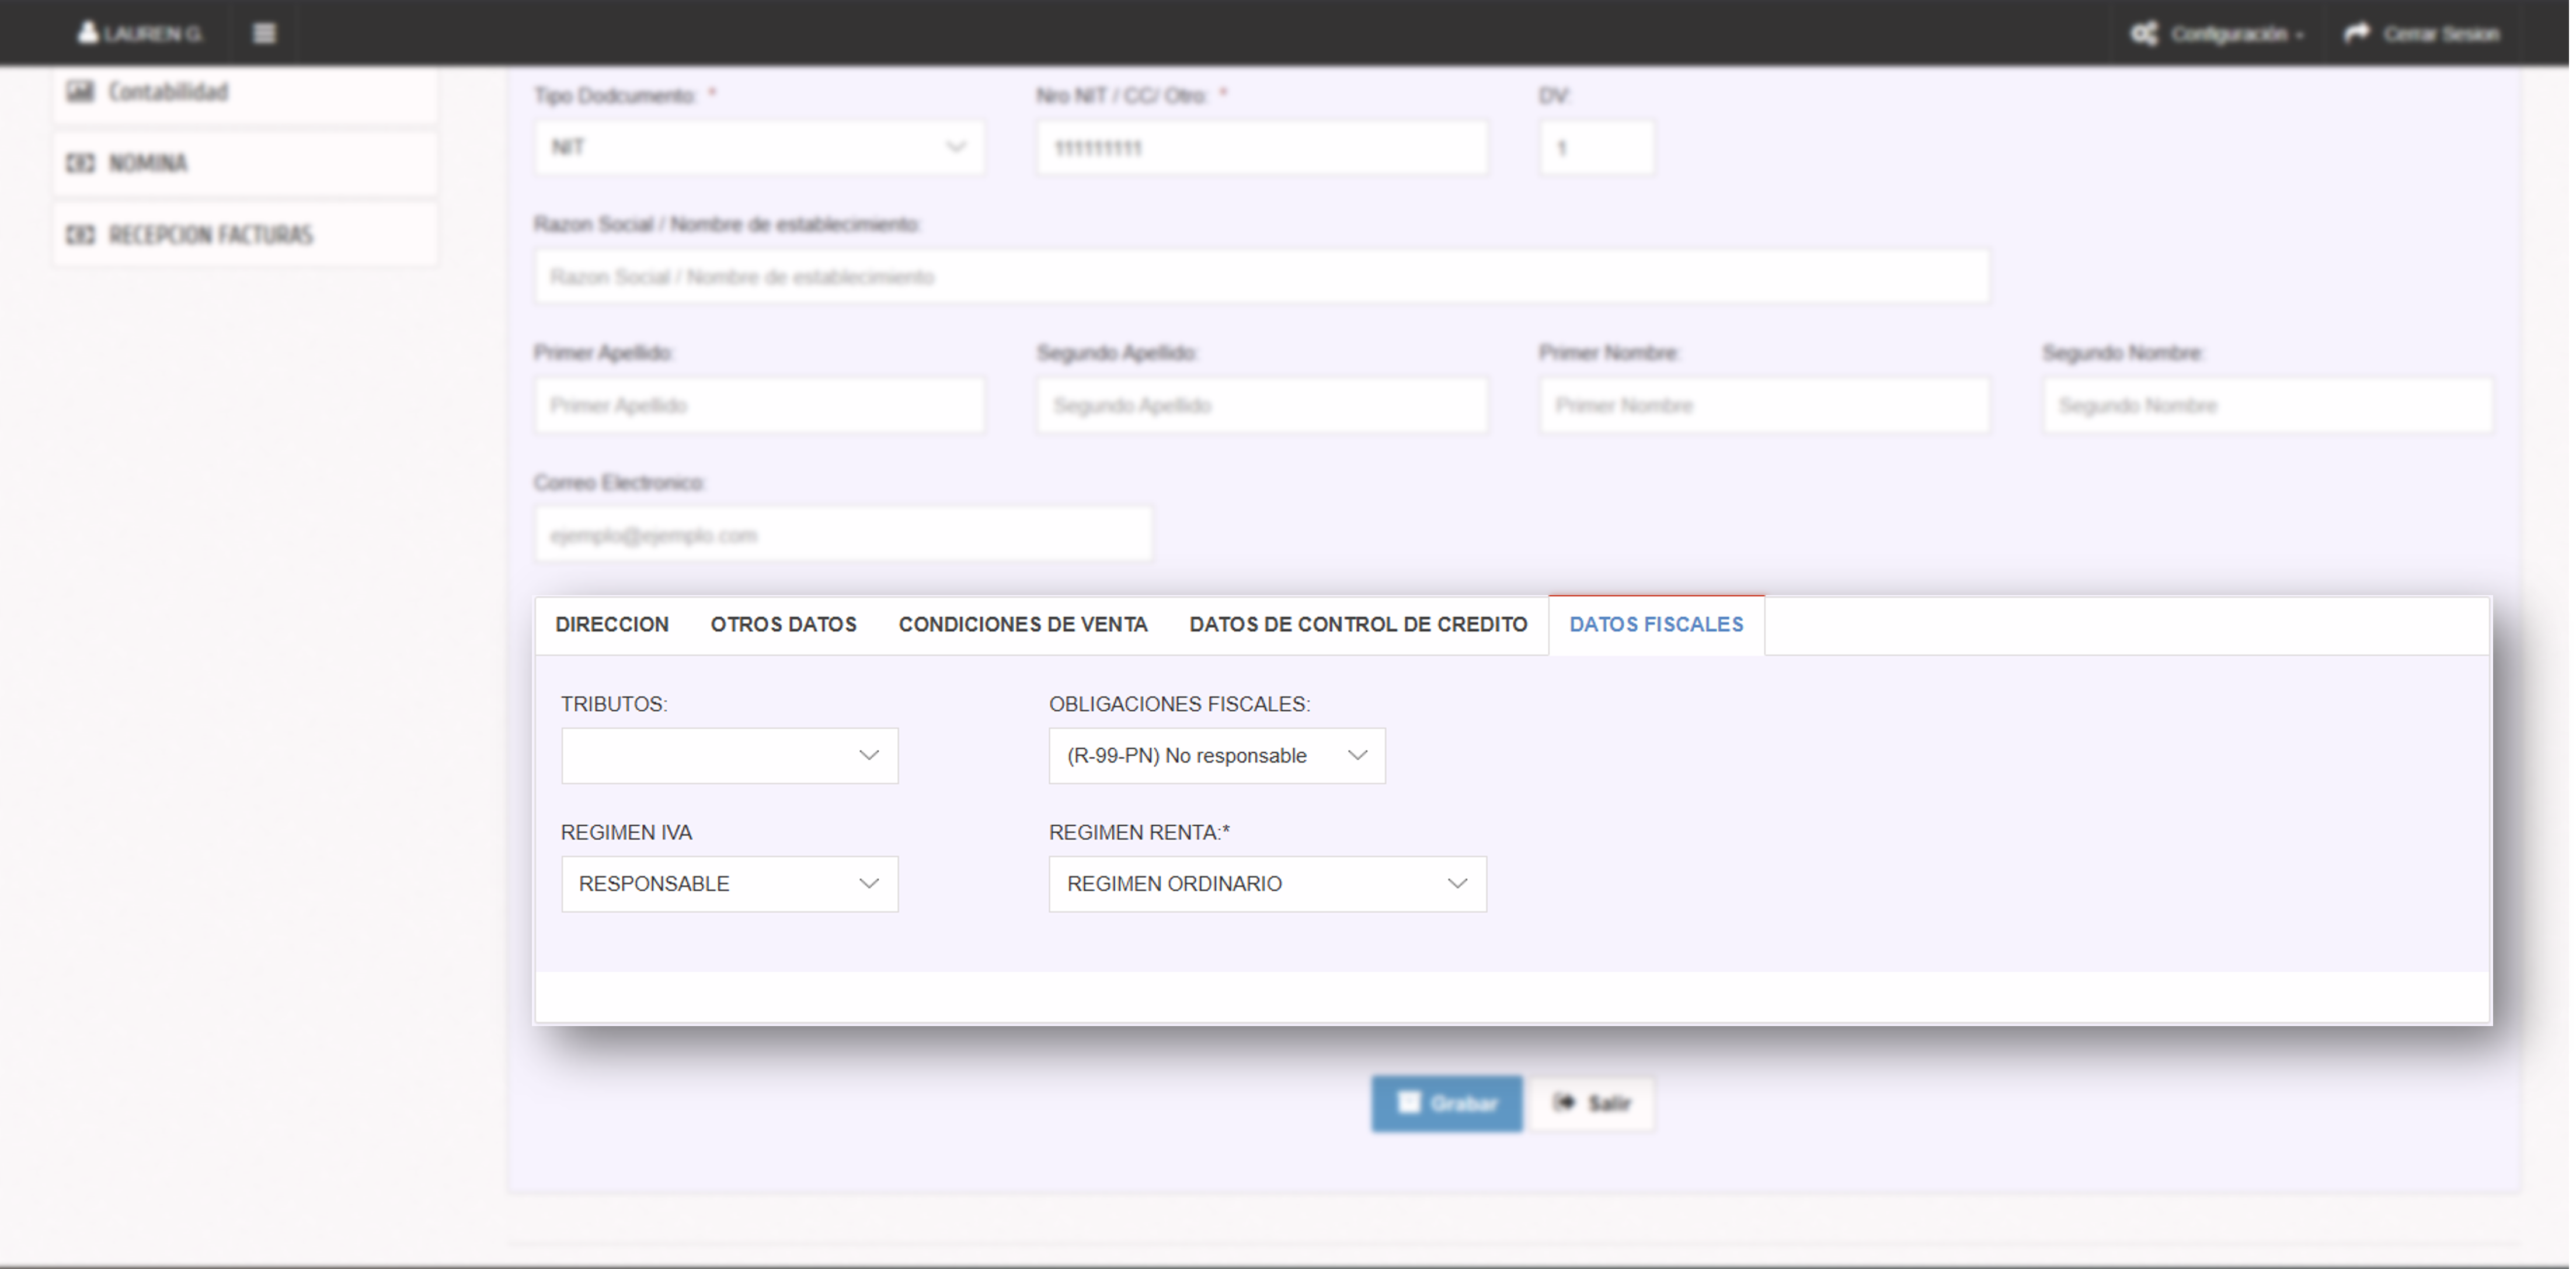 LAUREN G.
Configuración
Cerrar Sesion
Contabilidad
NOMINA
RECEPCION FACTURAS
Tipo Dodcumento: *
Nro NIT / CC/ Otro: *
DV:
NIT
111111111
1
Razon Social / Nombre de establecimiento:
Razon Social / Nombre de establecimiento
Primer Apellido:
Segundo Apellido:
Primer Nombre:
Segundo Nombre:
Primer Apellido
Segundo Apellido
Primer Nombre
Segundo Nombre
Correo Electronico:
ejemplo@ejemplo.com
DIRECCION
OTROS DATOS
CONDICIONES DE VENTA
DATOS DE CONTROL DE CREDITO
DATOS FISCALES
TRIBUTOS:
OBLIGACIONES FISCALES:
(R-99-PN) No responsable
REGIMEN IVA
REGIMEN RENTA:*
RESPONSABLE
REGIMEN ORDINARIO
Grabar
Salir